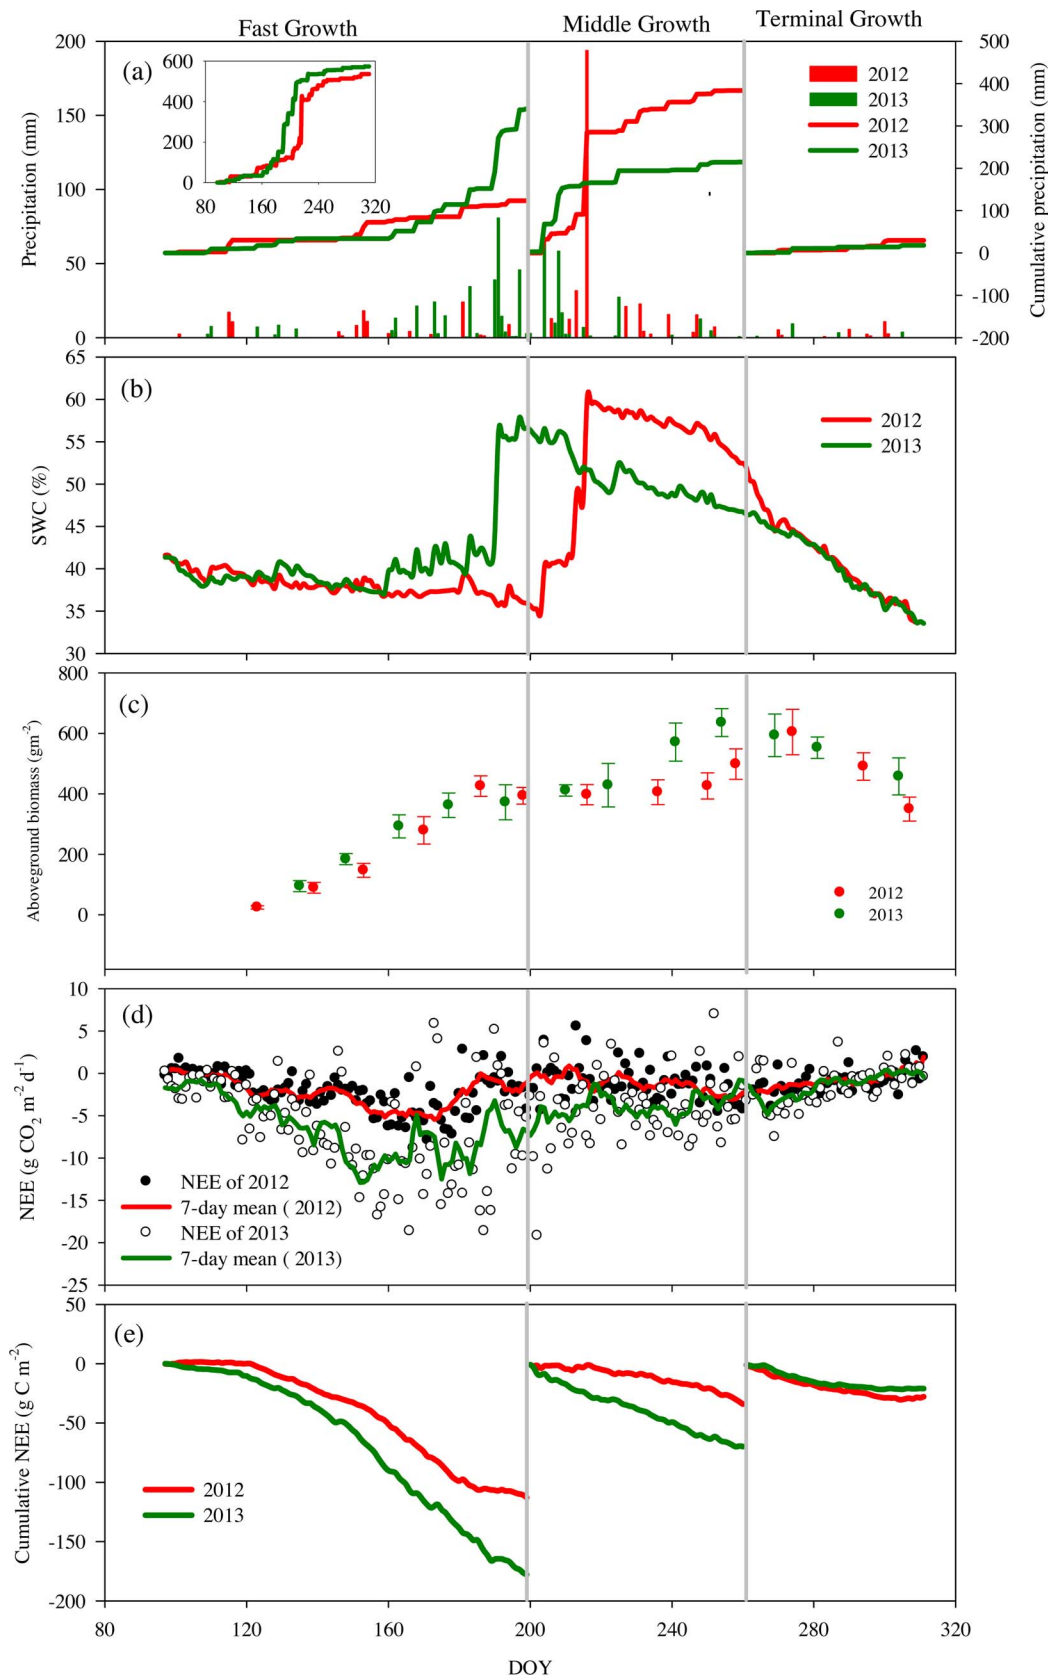 Fast Growth Middle Growth Terminal Growth
(a)
Precipitation (mm)
200
150
100
50
0
600
400
200
0
80 160 240 320
2012
2013
2012
2013
500
400
300
200
100
0
-100
-200
Cumulative precipitation (mm)
(b)
SWC (%)
65
60
55
50
45
40
35
30
2012
2013
(c)
Aboveground biomass (gm-2)
800
600
400
200
0
2012
2013
(d)
NEE (g CO2 m-2 d-1)
10
5
0
-5
-10
-15
-20
-25
NEE of 2012
7-day mean ( 2012)
NEE of 2013
7-day mean ( 2013)
(e)
Cumulative NEE (g C m-2)
50
0
-50
-100
-150
-200
2012
2013
80 120 160 200 240 280 320
DOY